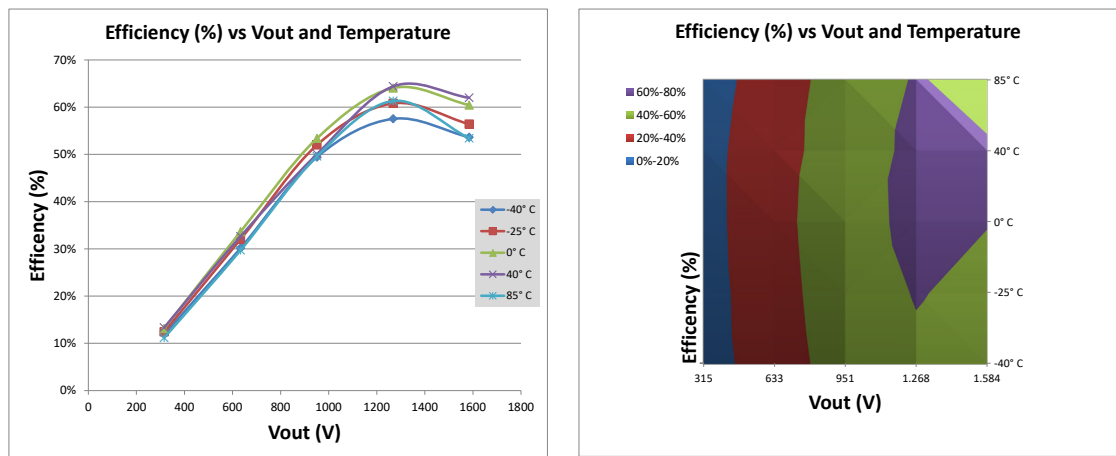 Efficiency (%) vs Vout and Temperature
70%
60%
50%
40%
30%
20%
10%
0%
Efficency (%)
0 200 400 600 800 1000 1200 1400 1600 1800
Vout (V)
-40° C
-25° C
0° C
40° C
85° C
Efficiency (%) vs Vout and Temperature
60%-80%
40%-60%
20%-40%
0%-20%
Efficency (%)
85° C
40° C
0° C
-25° C
-40° C
315 633 951 1.268 1.584
Vout (V)